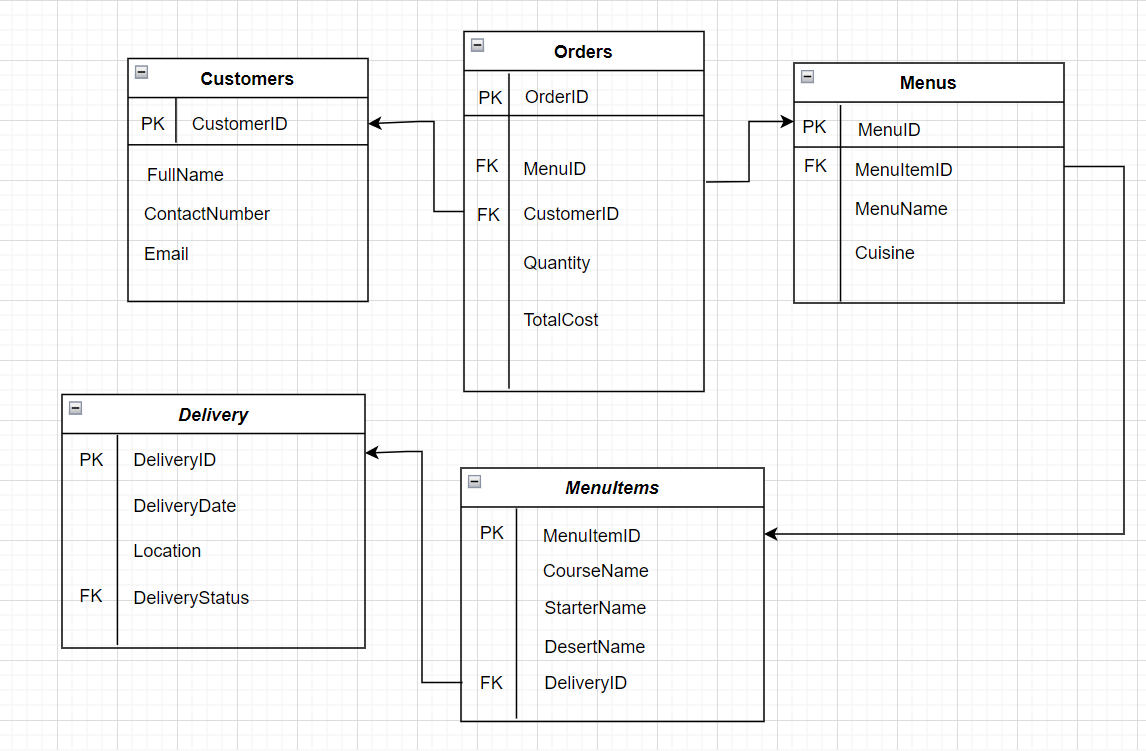 Customers
PK CustomerID
FullName
ContactNumber
Email
Orders
PK OrderID
FK MenuID
FK CustomerID
Quantity
TotalCost
Menus
PK MenuID
FK MenuItemID
MenuName
Cuisine
Delivery
PK DeliveryID
DeliveryDate
Location
FK DeliveryStatus
MenuItems
PK MenuItemID
CourseName
StarterName
DesertName
FK DeliveryID